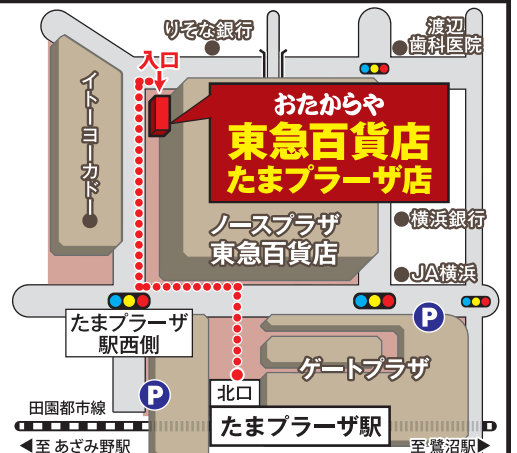 りそな銀行
渡辺
歯科医院
入口
イトーヨーカドー
おたからや
東急百貨店
たまプラーザ店
ノースプラザ
東急百貨店
横浜銀行
JA横浜
P
たまプラーザ
駅西側
ゲートプラザ
P
北口
田園都市線
たまプラーザ駅
◀至 あざみ野駅
至 鷺沼駅▶